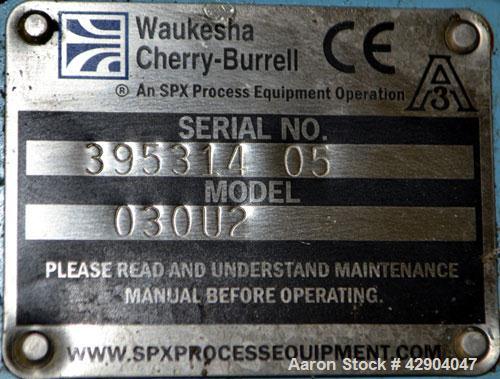 Waukesha
Cherry-Burrell
CE
® An SPX Process Equipment Operation
A
3
SERIAL NO.
395314 05
MODEL
030U2
PLEASE READ AND UNDERSTAND MAINTENANCE
MANUAL BEFORE OPERATING.
WWW.SPXPROCESSEQUIPMENT.COM
Aaron Stock # 42904047